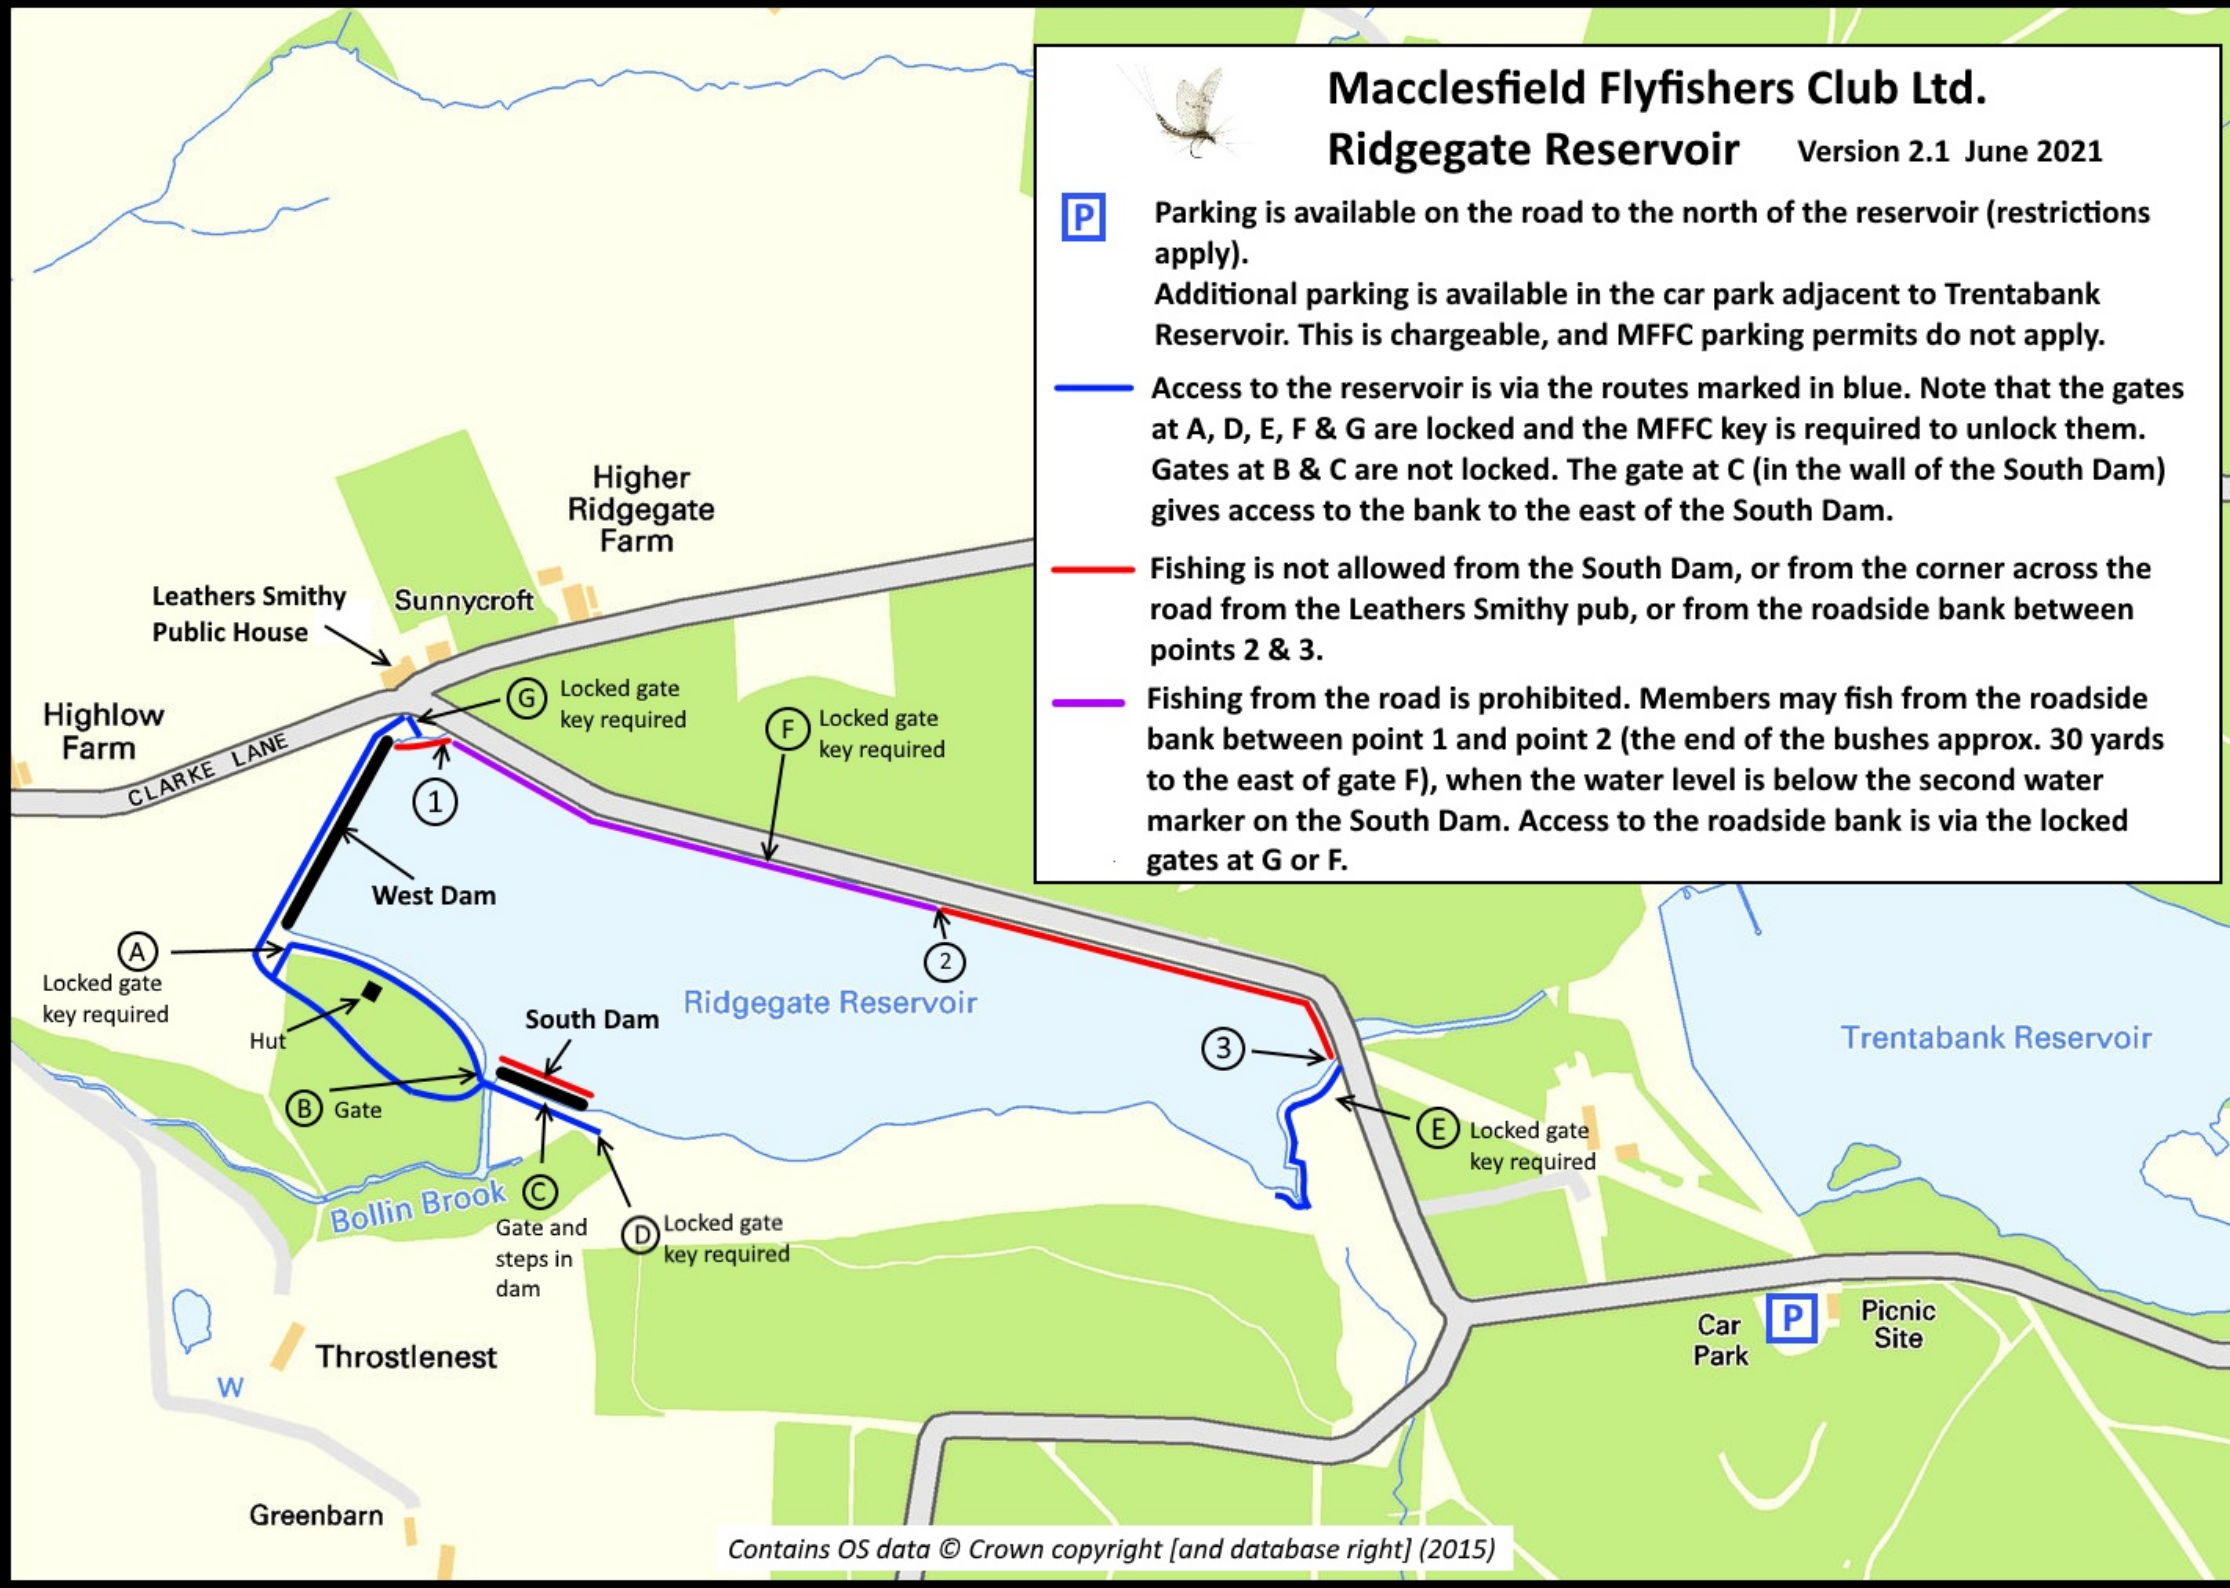 Macclesfield Flyfishers Club Ltd.
Ridgegate Reservoir Version 2.1 June 2021
P
Parking is available on the road to the north of the reservoir (restrictions
apply).
Additional parking is available in the car park adjacent to Trentabank
Reservoir. This is chargeable, and MFFC parking permits do not apply.
Access to the reservoir is via the routes marked in blue. Note that the gates
at A, D, E, F & G are locked and the MFFC key is required to unlock them.
Gates at B & C are not locked. The gate at C (in the wall of the South Dam)
gives access to the bank to the east of the South Dam.
Fishing is not allowed from the South Dam, or from the corner across the
road from the Leathers Smithy pub, or from the roadside bank between
points 2 & 3.
Fishing from the road is prohibited. Members may fish from the roadside
bank between point 1 and point 2 (the end of the bushes approx. 30 yards
to the east of gate F), when the water level is below the second water
marker on the South Dam. Access to the roadside bank is via the locked
gates at G or F.
Higher
Ridgegate
Farm
Leathers Smithy
Public House
Sunnycroft
Highlow
Farm
CLARKE LANE
G
Locked gate
key required
F
Locked gate
key required
1
West Dam
A
Locked gate
key required
2
Hut
South Dam
Ridgegate Reservoir
3
Trentabank Reservoir
B
Gate
E
Locked gate
key required
Bollin Brook
C
Gate and
steps in
dam
D
Locked gate
key required
Car
Park
P
Picnic
Site
Throstlenest
W
Greenbarn
Contains OS data © Crown copyright [and database right] (2015)